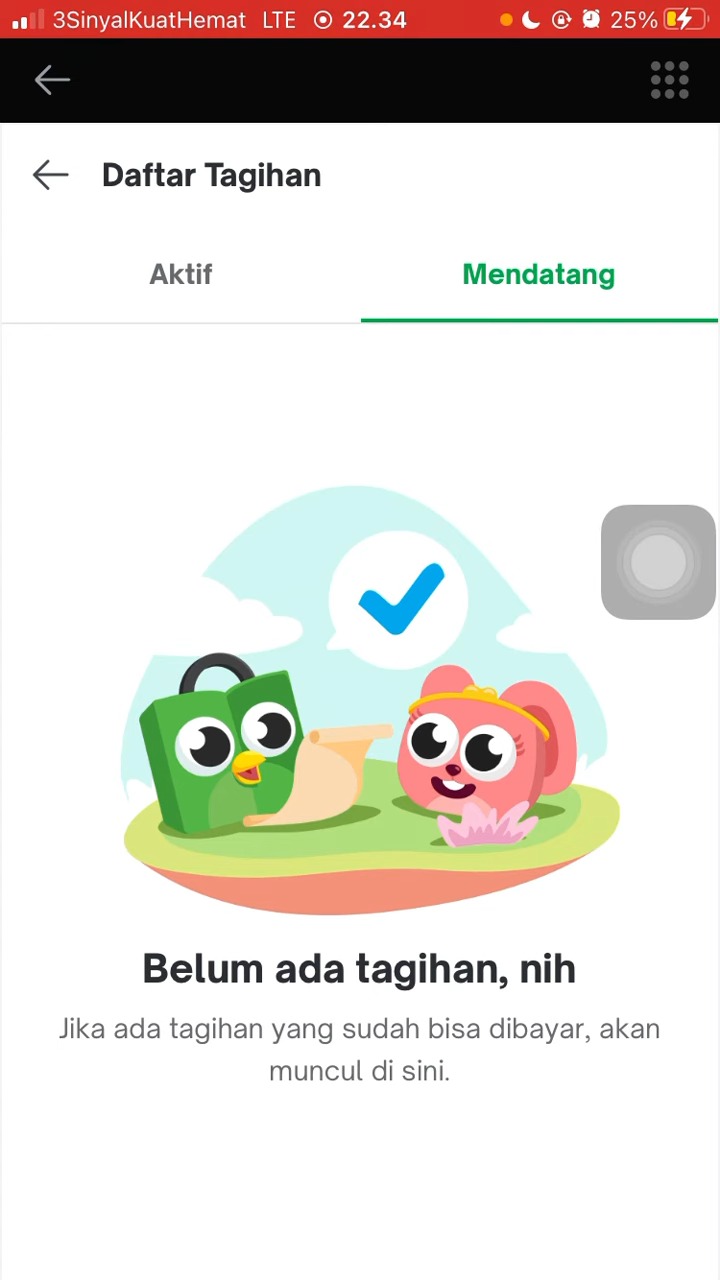 3SinyalKuatHemat LTE 22.34 25%
Daftar Tagihan
Aktif Mendatang
Belum ada tagihan, nih
Jika ada tagihan yang sudah bisa dibayar, akan
muncul di sini.